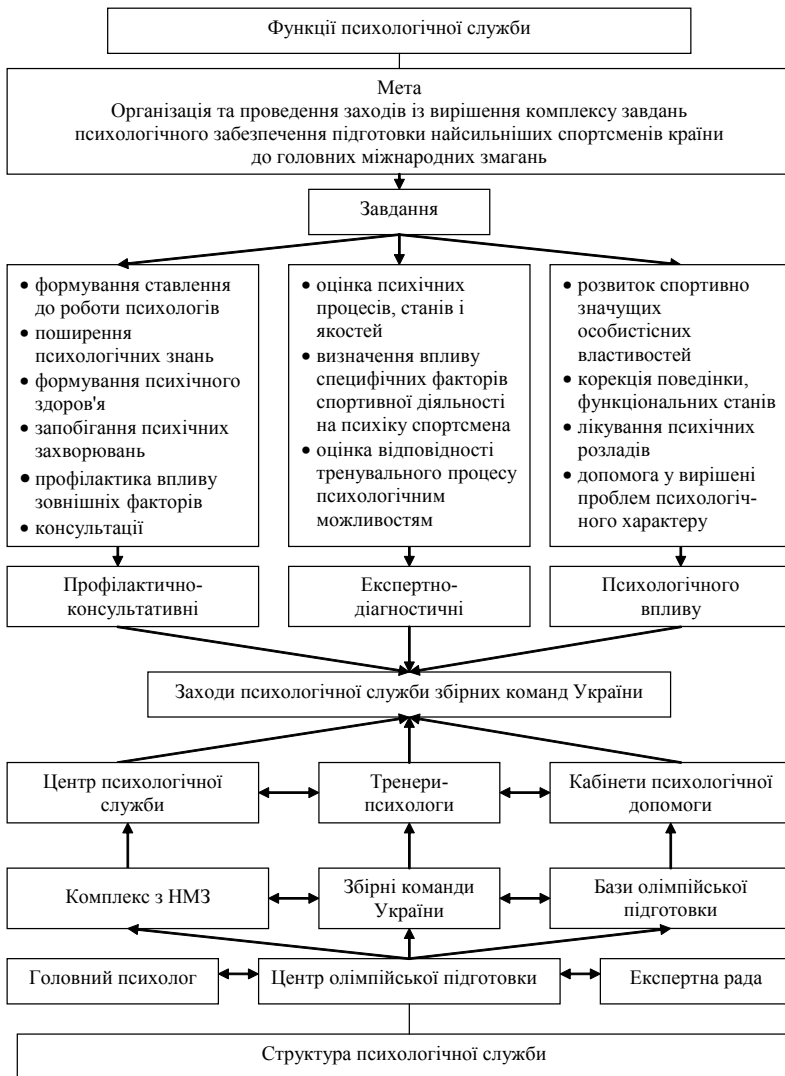 Функції психологічної служби
Мета
Організація та проведення заходів із вирішення комплексу завдань
психологічного забезпечення підготовки найсильніших спортсменів країни
до головних міжнародних змагань
Завдання
• формування ставлення
до роботи психологів
• поширення
психологічних знань
• формування психічного
здоров'я
• запобігання психічних
захворювань
• профілактика впливу
зовнішніх факторів
• консультації
• оцінка психічних
процесів, станів і
якостей
• визначення впливу
специфічних факторів
спортивної діяльності
на психіку спортсмена
• оцінка відповідності
тренувального процесу
психологічним
можливостям
• розвиток спортивно
значущих
особистісних
властивостей
• корекція поведінки,
функціональних станів
• лікування психічних
розладів
• допомога у вирішені
проблем психологіч-
ного характеру
Профілактично-
консультативні
Експертно-
діагностичні
Психологічного
впливу
Заходи психологічної служби збірних команд України
Центр психологічної
служби
Тренери-
психологи
Кабінети психологічної
допомоги
Комплекс з НМЗ
Збірні команди
України
Бази олімпійської
підготовки
Головний психолог
Центр олімпійської підготовки
Експертна рада
Структура психологічної служби